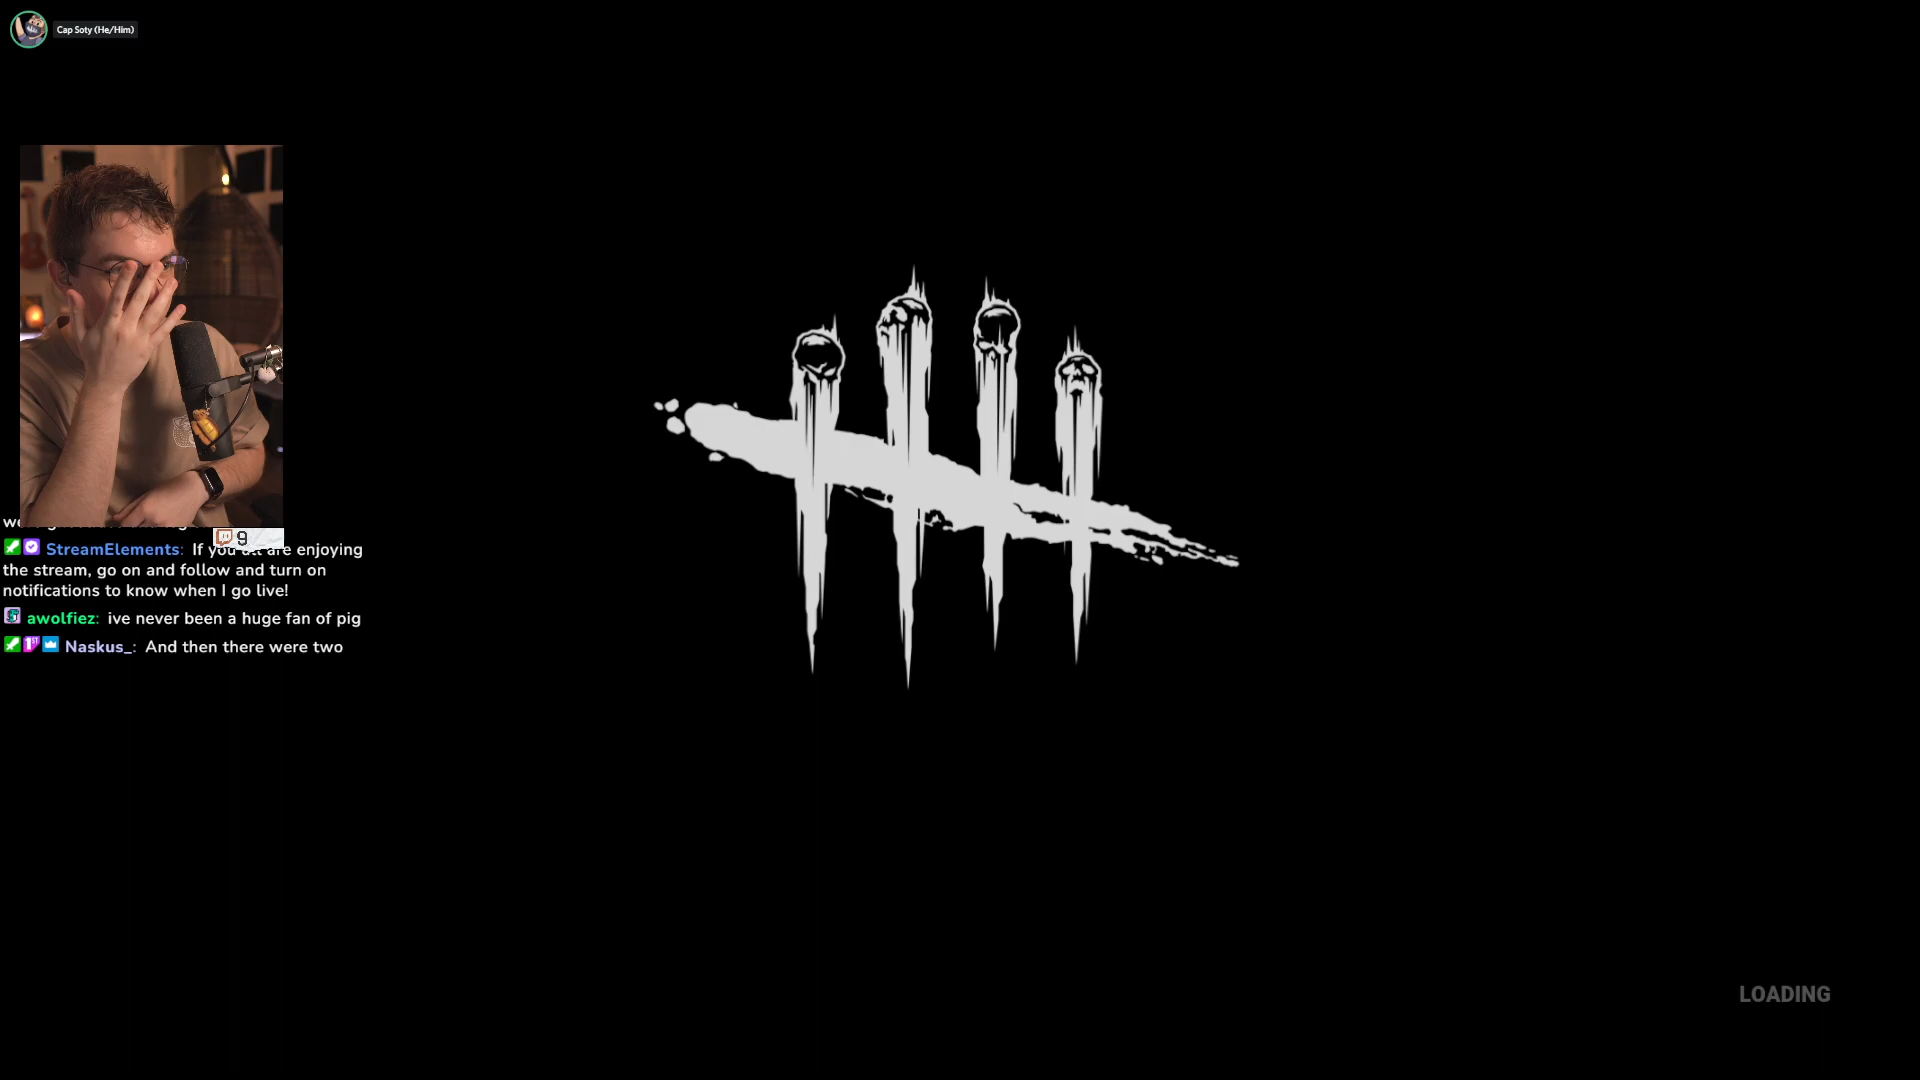 Cap Soty (He/Him)
9
StreamElements: If you all are enjoying
the stream, go on and follow and turn on
notifications to know when I go live!
awolfiez: ive never been a huge fan of pig
Naskus_: And then there were two
LOADING